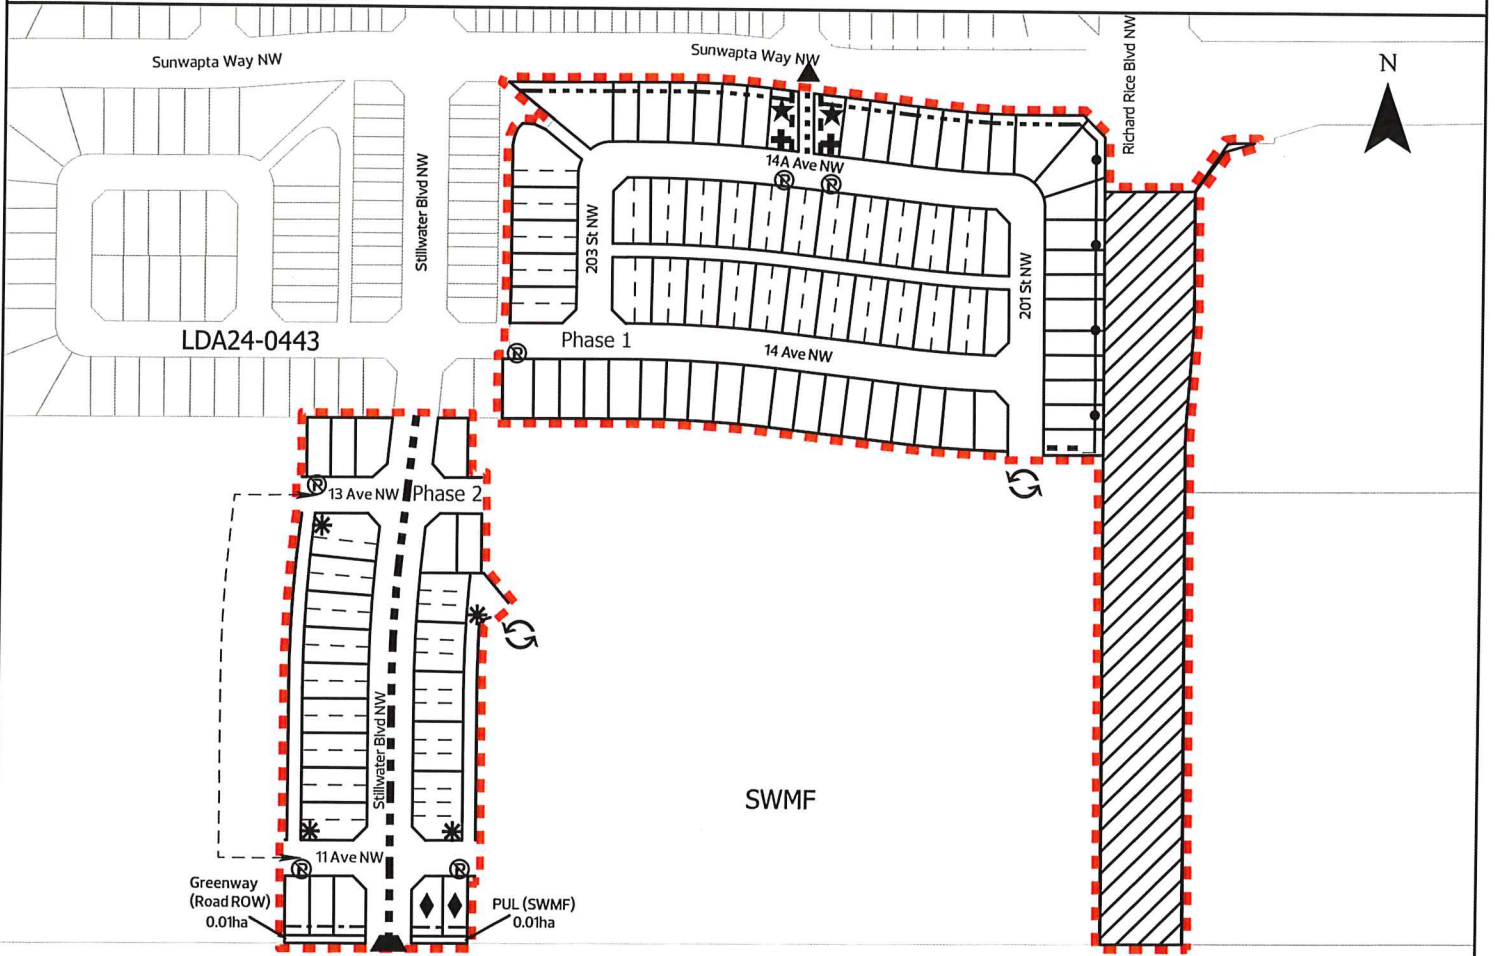 Sunwapta Way NW
Sunwapta Way NW
Richard Rice Blvd NW
N
Stillwater Blvd NW
14A Ave NW
R
R
203 St NW
201 St NW
LDA24-0443
Phase 1
14 Ave NW
R
R
13 Ave NW
Phase 2
Stillwater Blvd NW
SWMF
11 Ave NW
R
R
Greenway
(Road ROW)
0.01ha
PUL (SWMF)
0.01ha